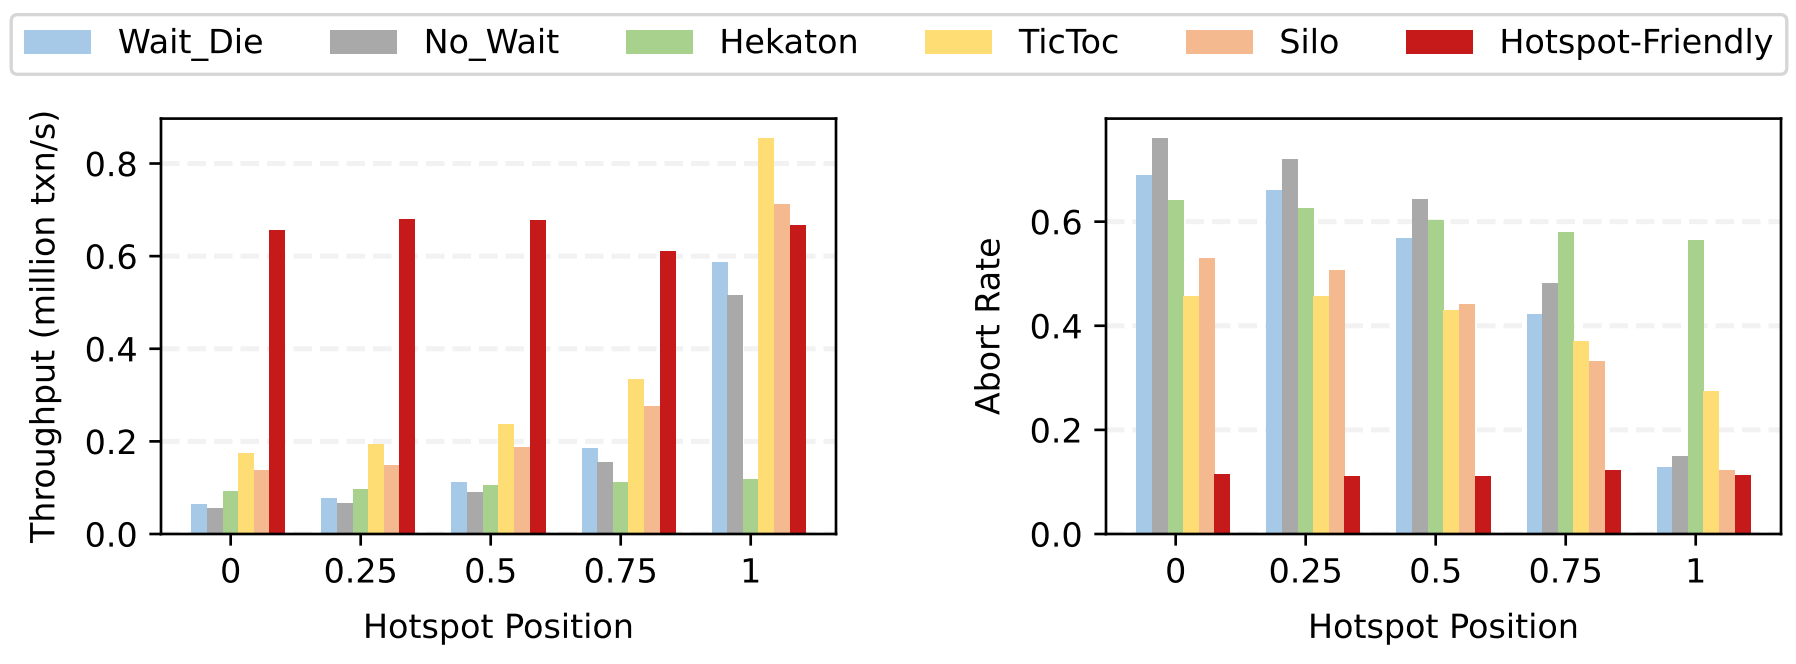 Wait_Die No_Wait Hekaton TicToc Silo Hotspot-Friendly
Throughput (million txn/s)
0.8
0.6
0.4
0.2
0.0
0 0.25 0.5 0.75 1
Hotspot Position
Abort Rate
0.6
0.4
0.2
0.0
0 0.25 0.5 0.75 1
Hotspot Position